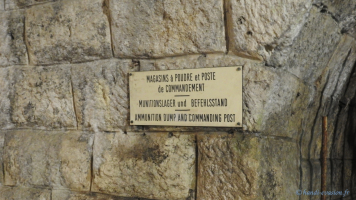 MAGASINS à POUDRE et POSTE
de COMMANDEMENT
MUNITIONSLAGER und BEFEHLSSTAND
AMMUNITION DUMP AND COMMANDING POST